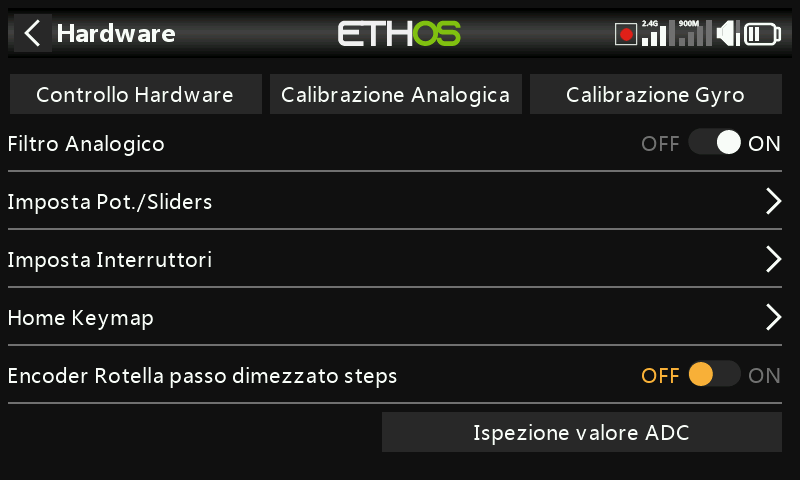 Hardware ETHOS 2.4G 900M
Controllo Hardware Calibrazione Analogica Calibrazione Gyro
Filtro Analogico OFF ON
Imposta Pot./Sliders
Imposta Interruttori
Home Keymap
Encoder Rotella passo dimezzato steps OFF ON
Ispezione valore ADC